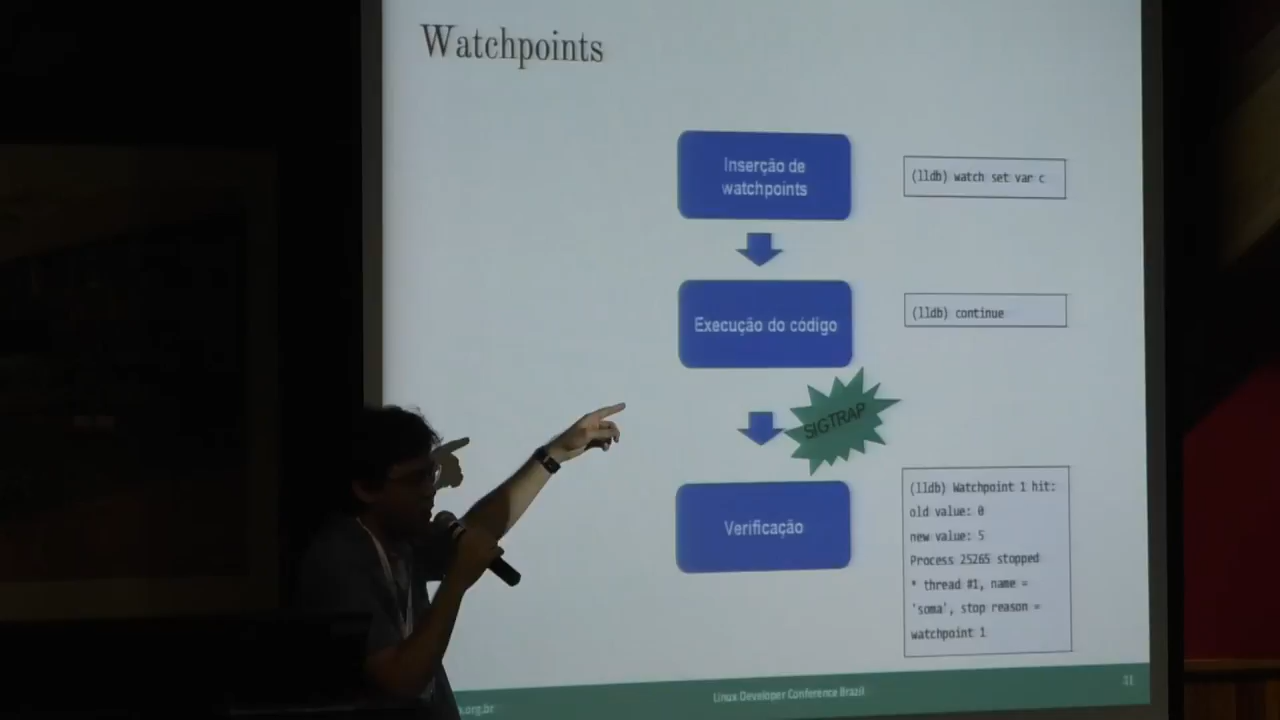 Watchpoints
Inserção de
watchpoints
(lldb) watch set var c
Execução do código
(lldb) continue
SIGTRAP
Verificação
(lldb) Watchpoint 1 hit:
old value: 0
new value: 5
Process 25265 stopped
* thread #1, name =
'soma', stop reason =
watchpoint 1
.org.br
Linux Developer Conference Brazil